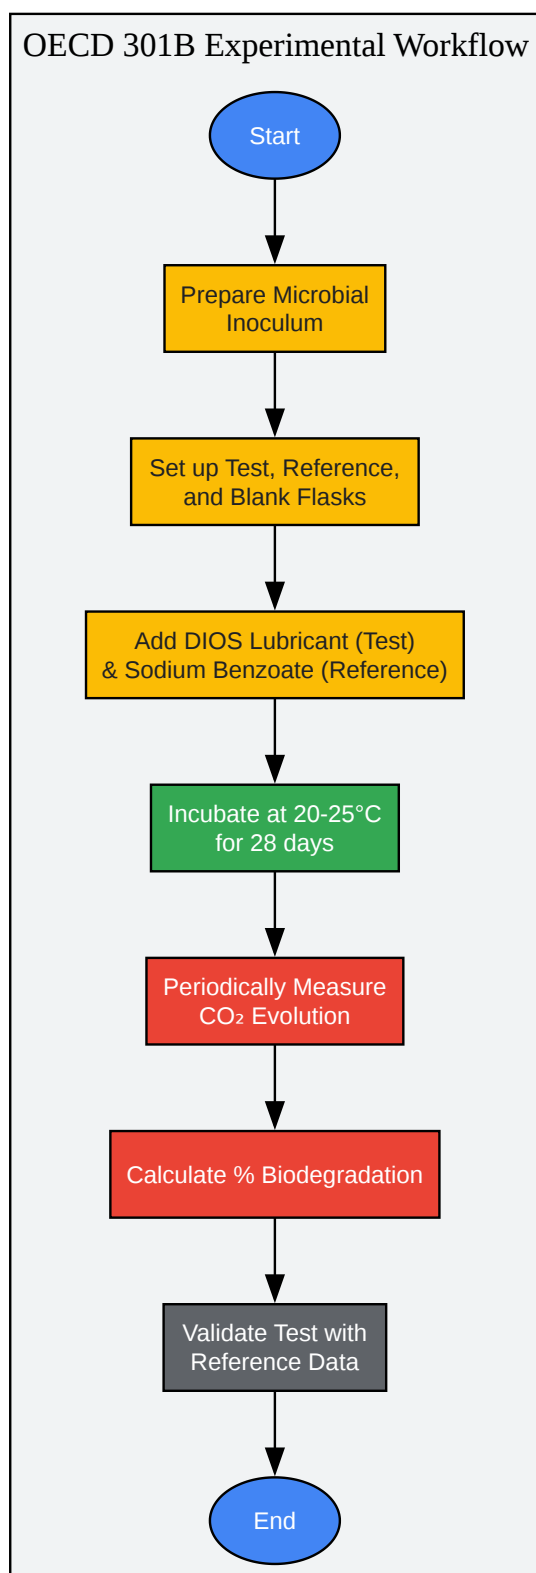 OECD 301B Experimental Workflow
Start
Prepare Microbial
Inoculum
Set up Test, Reference,
and Blank Flasks
Add DIOS Lubricant (Test)
& Sodium Benzoate (Reference)
Incubate at 20-25°C
for 28 days
Periodically Measure
CO₂ Evolution
Calculate % Biodegradation
Validate Test with
Reference Data
End